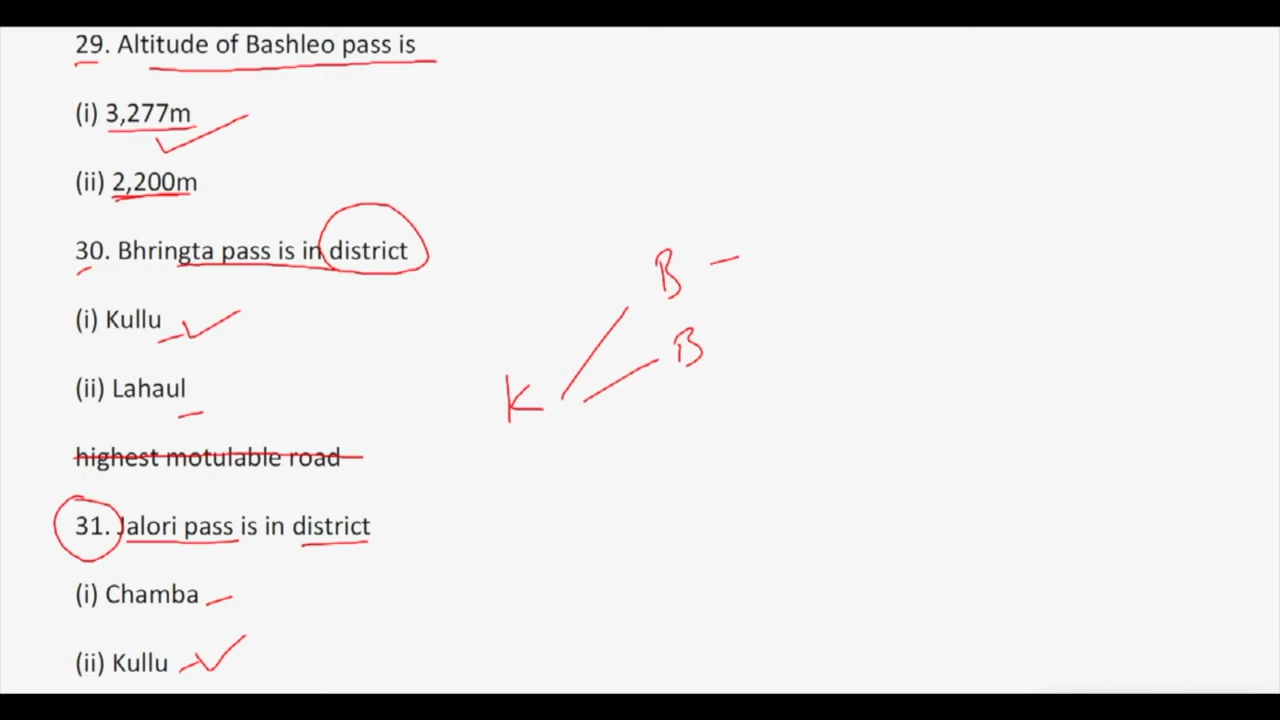 29. Altitude of Bashleo pass is
(i) 3,277m
(ii) 2,200m
30. Bhringta pass is in district
(i) Kullu
(ii) Lahaul
highest motulable road
31. Jalori pass is in district
(i) Chamba
(ii) Kullu
B -
B
K